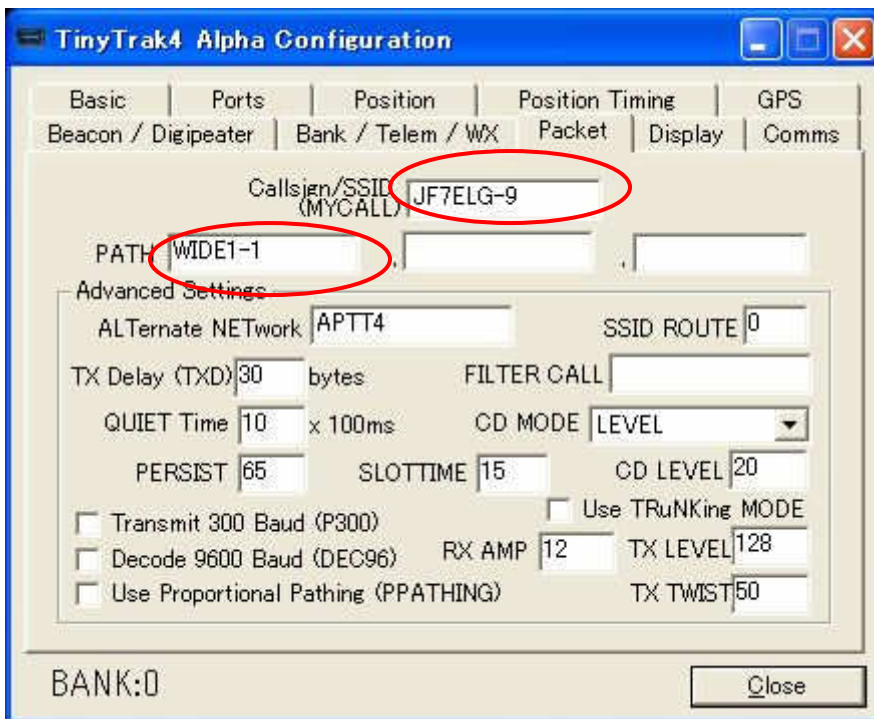 TinyTrak4 Alpha Configuration
Basic Ports Position Position Timing GPS
Beacon / Digipeater Bank / Telem / WX Packet Display Comms
Callsign/SSID JF7ELG-9
(MYCALL)
PATH WIDE1-1 , ,
Advanced Settings
ALTernate NETwork APTT4 SSID ROUTE 0
TX Delay (TXD) 30 bytes FILTER CALL
QUIET Time 10 x 100ms CD MODE LEVEL
PERSIST 65 SLOTTIME 15 CD LEVEL 20
Use TRuNKing MODE
Transmit 300 Baud (P300)
Decode 9600 Baud (DEC96) RX AMP 12 TX LEVEL 128
Use Proportional Pathing (PPATHING) TX TWIST 50
BANK:0 Close